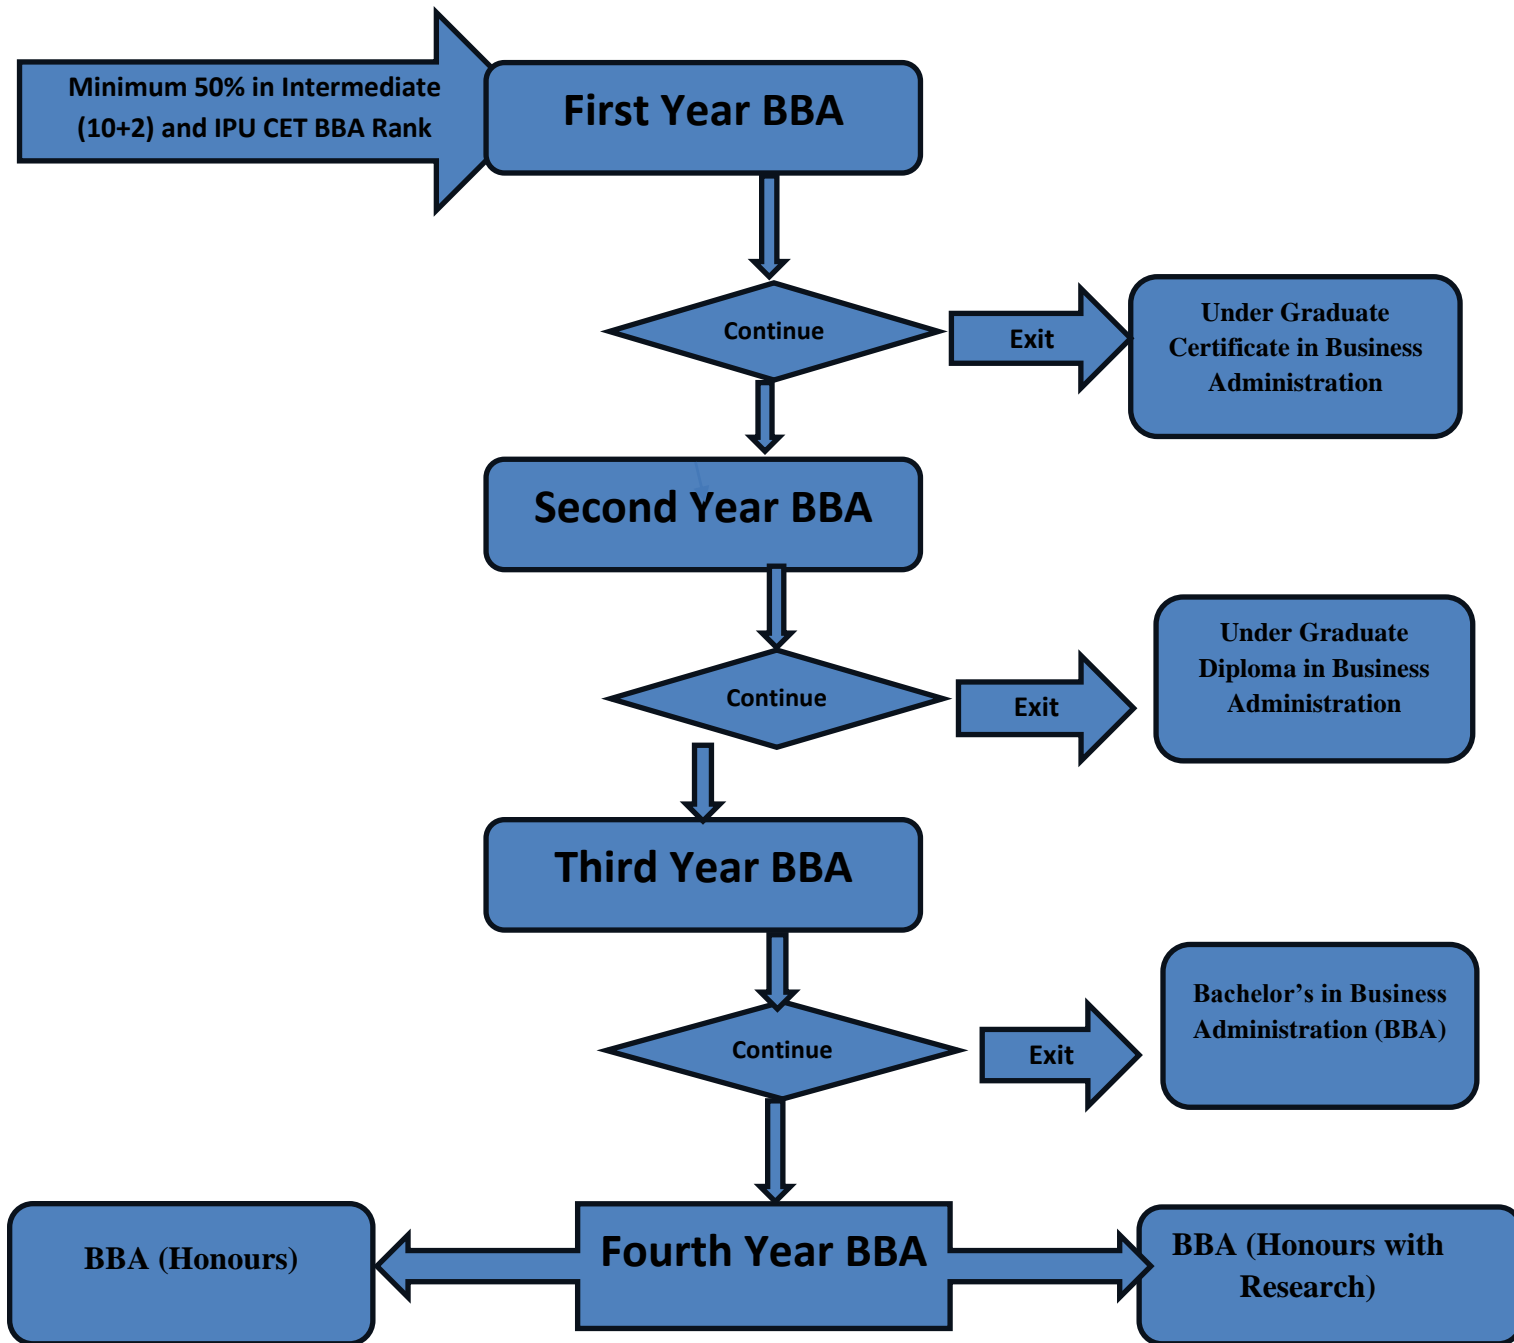 Minimum 50% in Intermediate
(10+2) and IPU CET BBA Rank
First Year BBA
Continue
Exit
Under Graduate
Certificate in Business
Administration
Second Year BBA
Continue
Exit
Under Graduate
Diploma in Business
Administration
Third Year BBA
Continue
Exit
Bachelor’s in Business
Administration (BBA)
BBA (Honours)
Fourth Year BBA
BBA (Honours with
Research)